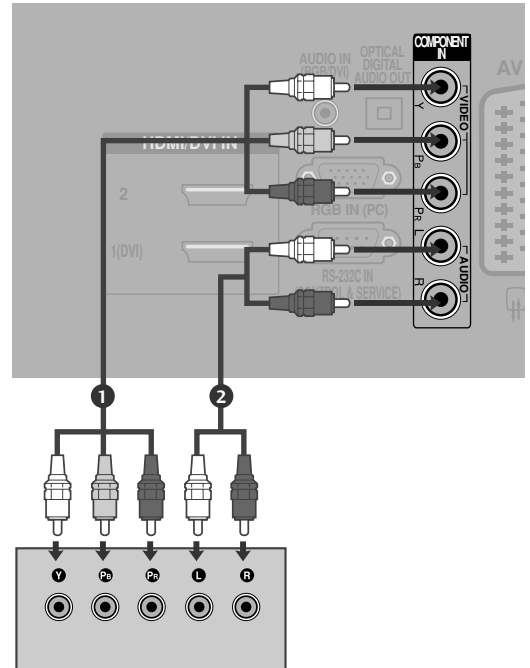 COMPONENT
IN
AUDIO IN
(RGB/DVI)
OPTICAL
DIGITAL
AUDIO OUT
AV
Y
VIDEO
HDMI/DVI IN
PB
2
PR
RGB IN (PC)
L
1(DVI)
AUDIO
RS-232C IN
(CONTROL & SERVICE)
R
1
2
Y PB PR L R